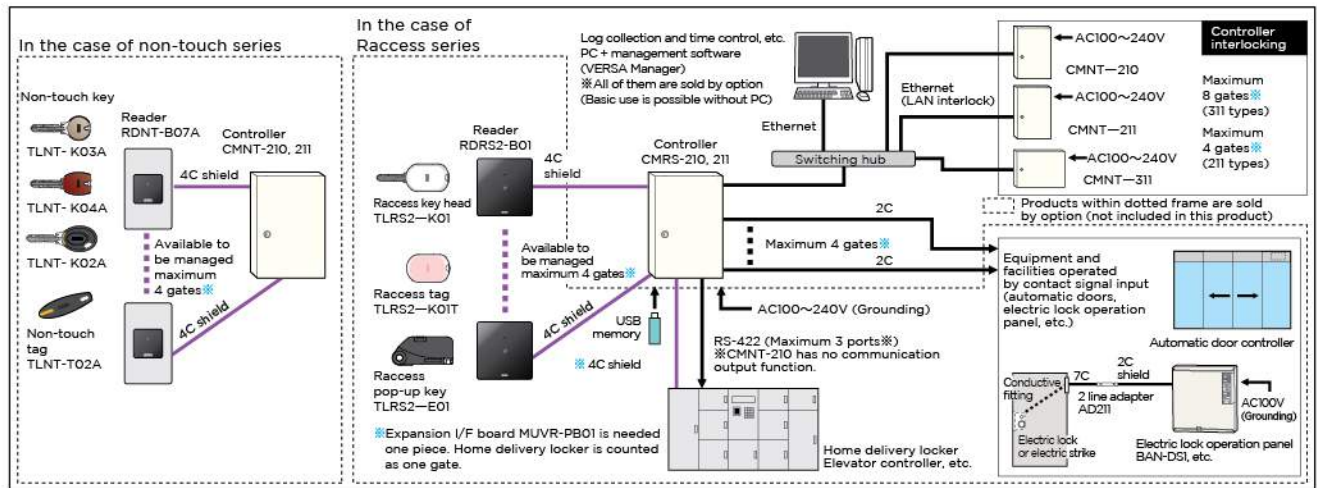 In the case of non-touch series
Non-touch key
TLNT- K03A
TLNT- K04A
TLNT- K02A
Non-touch
tag
TLNT-T02A
Reader
RDNT-B07A
4C shield
Available to
be managed
maximum
4 gates※
4C shield
Controller
CMNT-210, 211
In the case of
Raccess series
Raccess key head
TLRS2—K01
Raccess tag
TLRS2—K01T
Raccess
pop-up key
TLRS2—E01
Reader
RDRS2-B01
4C
shield
Available to
be managed
maximum 4 gates※
4C shield
※ 4C shield
※Expansion I/F board MUVR-PB01 is needed
one piece. Home delivery locker is counted
as one gate.
Log collection and time control, etc.
PC + management software
(VERSA Manager)
※All of them are sold by option
(Basic use is possible without PC)
Ethernet
Controller
CMRS-210, 211
Switching hub
Ethernet
(LAN interlock)
2C
Maximum 4 gates※
2C
USB
memory
AC100～240V (Grounding)
RS-422 (Maximum 3 ports※)
※CMNT-210 has no communication
output function.
Home delivery locker
Elevator controller, etc.
Controller
interlocking
AC100～240V
CMNT—210
AC100～240V
CMNT—211
AC100～240V
CMNT—311
Maximum
8 gates※
(311 types)
Maximum
4 gates※
(211 types)
Products within dotted frame are sold
by option (not included in this product)
Equipment and
facilities operated
by contact signal input
(automatic doors,
electric lock operation
panel, etc.)
Automatic door controller
Conductive
fitting
7C
2C
shield
2 line adapter
AD211
AC100V
(Grounding)
Electric lock
or electric strike
Electric lock operation panel
BAN-DS1, etc.